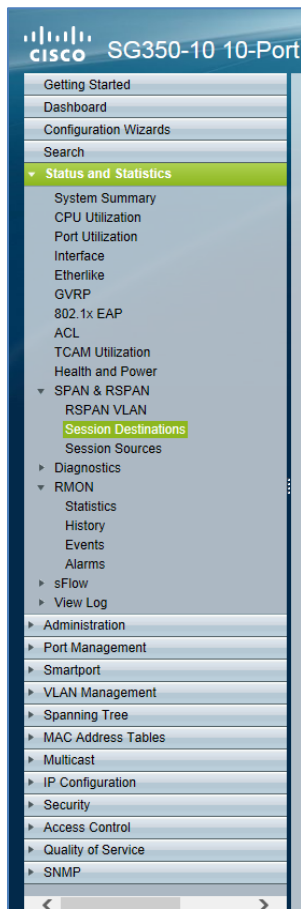 CISCO SG350-10 10-Port
Getting Started
Dashboard
Configuration Wizards
Search
Status and Statistics
System Summary
CPU Utilization
Port Utilization
Interface
Etherlike
GVRP
802.1x EAP
ACL
TCAM Utilization
Health and Power
SPAN & RSPAN
RSPAN VLAN
Session Destinations
Session Sources
Diagnostics
RMON
Statistics
History
Events
Alarms
sFlow
View Log
Administration
Port Management
Smartport
VLAN Management
Spanning Tree
MAC Address Tables
Multicast
IP Configuration
Security
Access Control
Quality of Service
SNMP